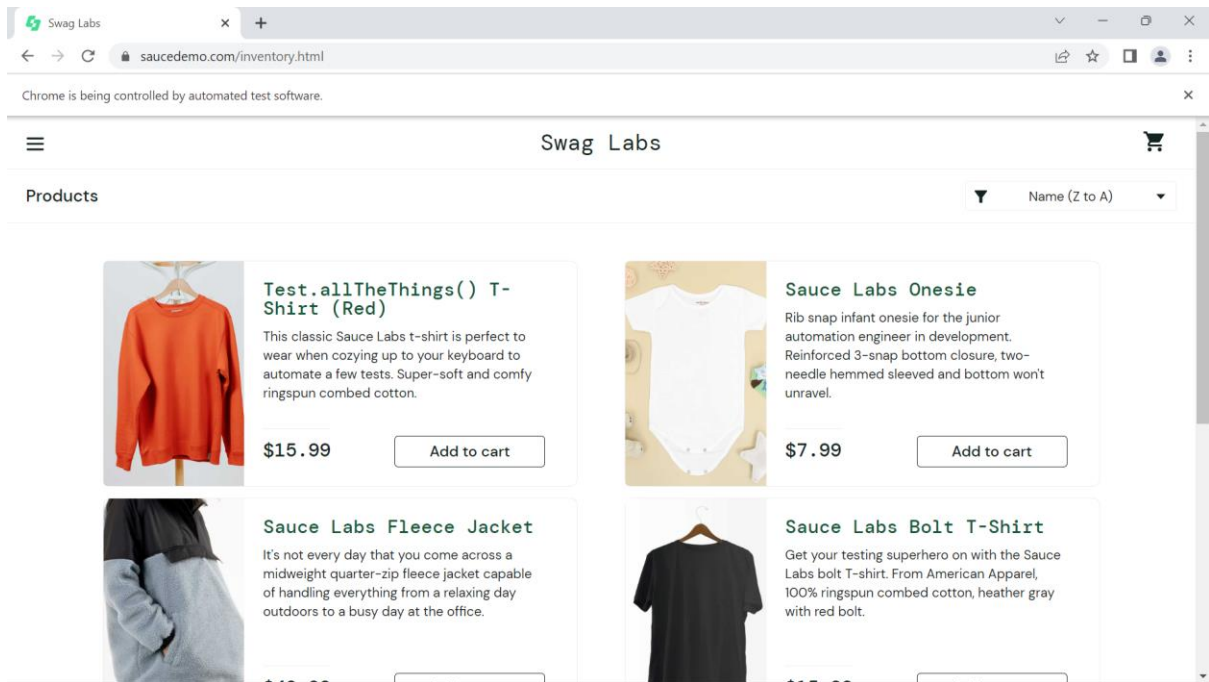 Swag Labs
saucedemo.com/inventory.html
Chrome is being controlled by automated test software.
Swag Labs
Products
Name (Z to A)
Test.allTheThings() T-
Shirt (Red)
This classic Sauce Labs t-shirt is perfect to
wear when cozying up to your keyboard to
automate a few tests. Super-soft and comfy
ringspun combed cotton.
$15.99
Add to cart
Sauce Labs Onesie
Rib snap infant onesie for the junior
automation engineer in development.
Reinforced 3-snap bottom closure, two-
needle hemmed sleeved and bottom won't
unravel.
$7.99
Add to cart
Sauce Labs Fleece Jacket
It's not every day that you come across a
midweight quarter-zip fleece jacket capable
of handling everything from a relaxing day
outdoors to a busy day at the office.
Sauce Labs Bolt T-Shirt
Get your testing superhero on with the Sauce
Labs bolt T-shirt. From American Apparel,
100% ringspun combed cotton, heather gray
with red bolt.